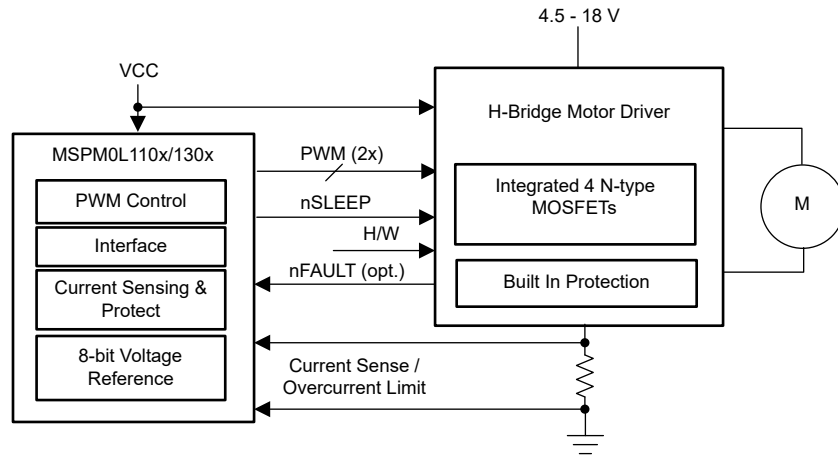 4.5 - 18 V
VCC
H-Bridge Motor Driver
MSPM0L110x/130x
PWM (2x)
PWM Control
Integrated 4 N-type
MOSFETs
M
nSLEEP
Interface
H/W
Current Sensing &
Protect
nFAULT (opt.)
Built In Protection
8-bit Voltage
Reference
Current Sense /
Overcurrent Limit